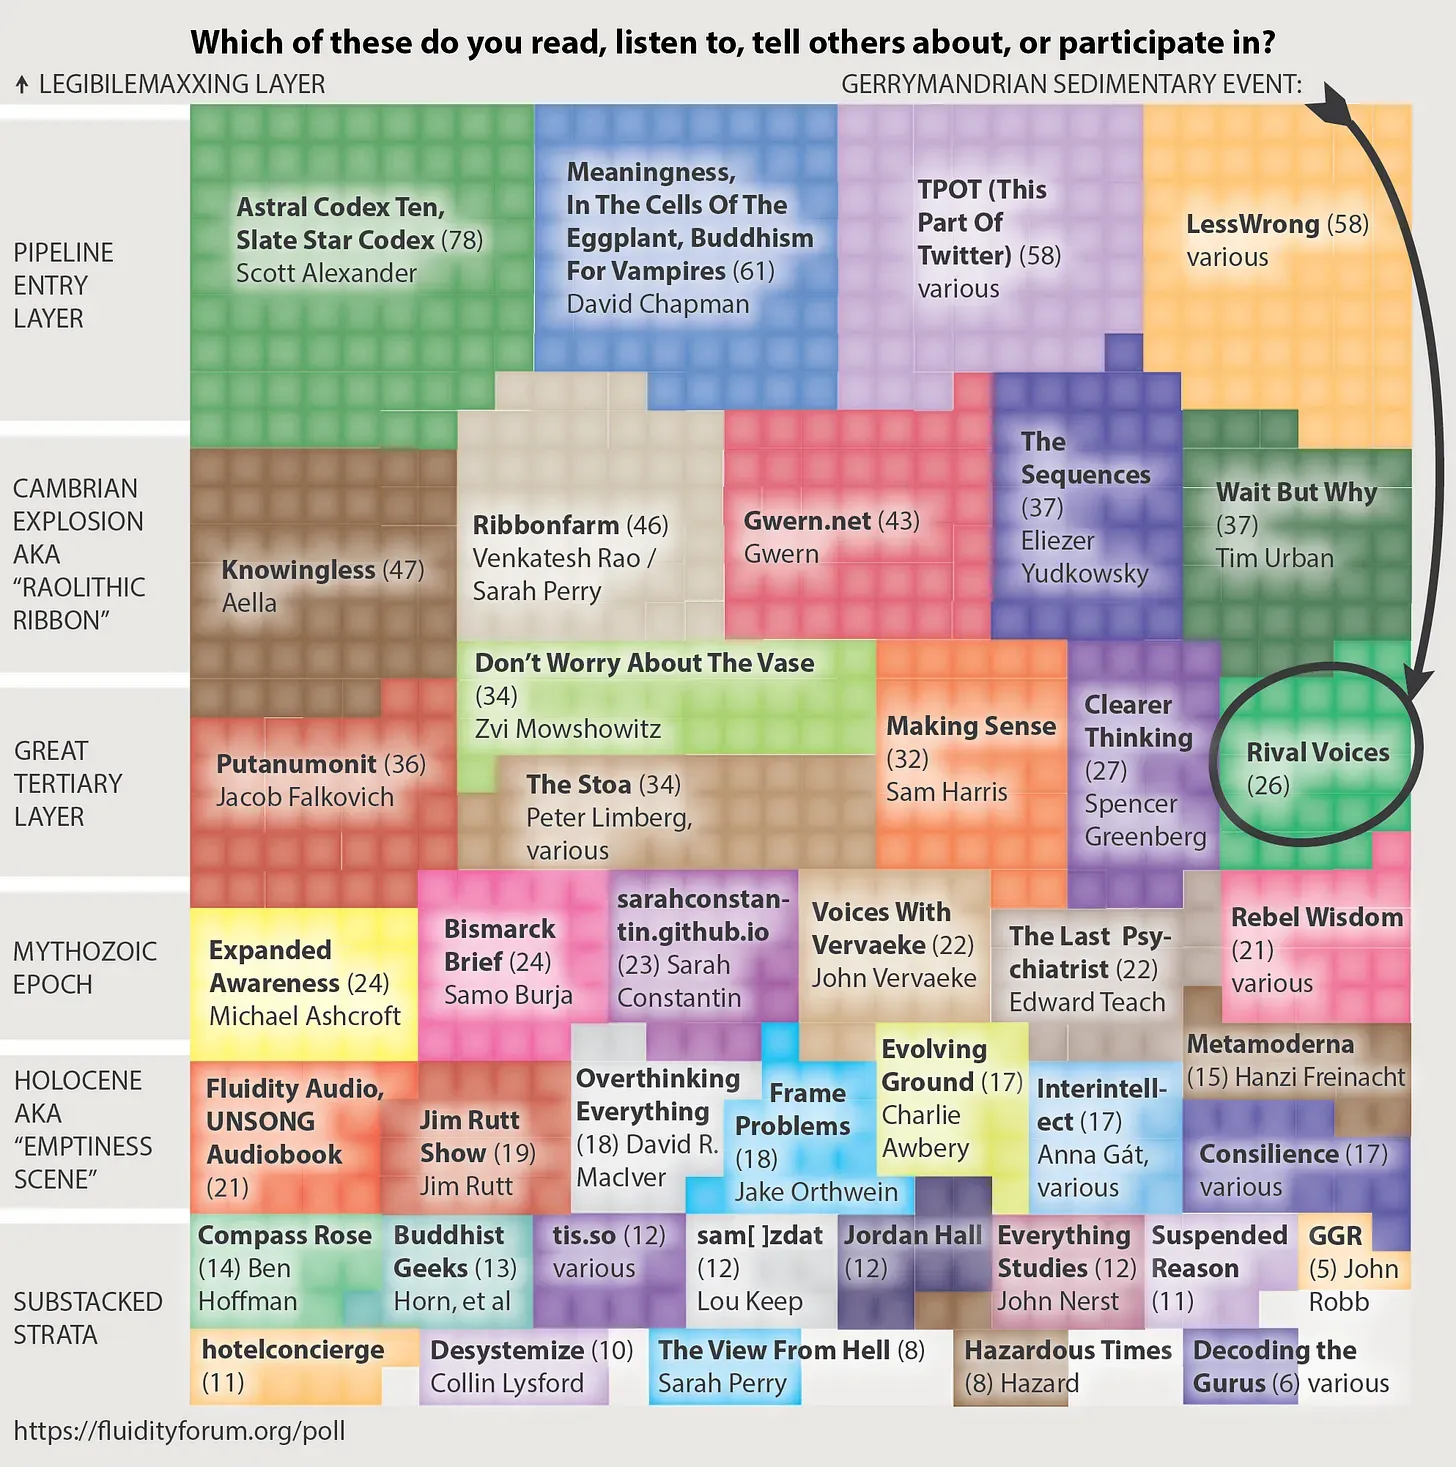 Which of these do you read, listen to, tell others about, or participate in?
↑ LEGIBILEMAXXING LAYER
GERRYMANDRIAN SEDIMENTARY EVENT:
PIPELINE
ENTRY
LAYER
Astral Codex Ten,
Slate Star Codex (78)
Scott Alexander
Meaningness,
In The Cells Of The
Eggplant, Buddhism
For Vampires (61)
David Chapman
TPOT (This
Part Of
Twitter) (58)
various
LessWrong (58)
various
CAMBRIAN
EXPLOSION
AKA
“RAOLITHIC
RIBBON”
Knowingless (47)
Aella
Ribbonfarm (46)
Venkatesh Rao /
Sarah Perry
Gwern.net (43)
Gwern
The
Sequences
(37)
Eliezer
Yudkowsky
Wait But Why
(37)
Tim Urban
GREAT
TERTIARY
LAYER
Putanumonit (36)
Jacob Falkovich
Don’t Worry About The Vase
(34)
Zvi Mowshowitz
The Stoa (34)
Peter Limberg,
various
Making Sense
(32)
Sam Harris
Clearer
Thinking
(27)
Spencer
Greenberg
Rival Voices
(26)
MYTHOZOIC
EPOCH
Expanded
Awareness (24)
Michael Ashcroft
Bismarck
Brief (24)
Samo Burja
sarahconstan-
tin.github.io
(23) Sarah
Constantin
Voices With
Vervaeke (22)
John Vervaeke
The Last Psy-
chiatrist (22)
Edward Teach
Rebel Wisdom
(21)
various
HOLOCENE
AKA
“EMPTINESS
SCENE”
Fluidity Audio,
UNSONG
Audiobook
(21)
Jim Rutt
Show (19)
Jim Rutt
Overthinking
Everything
(18) David R.
MacIver
Frame
Problems
(18)
Jake Orthwein
Evolving
Ground (17)
Charlie
Awbery
Interintell-
ect (17)
Anna Gát,
various
Metamoderna
(15) Hanzi Freinacht
Consilience (17)
various
SUBSTACKED
STRATA
Compass Rose
(14) Ben
Hoffman
Buddhist
Geeks (13)
Horn, et al
tis.so (12)
various
sam[ ]zdat
(12)
Lou Keep
Jordan Hall
(12)
Everything
Studies (12)
John Nerst
Suspended
Reason
(11)
GGR
(5) John
Robb
hotelconcierge
(11)
Desystemize (10)
Collin Lysford
The View From Hell (8)
Sarah Perry
Hazardous Times
(8) Hazard
Decoding the
Gurus (6) various
https://fluidityforum.org/poll